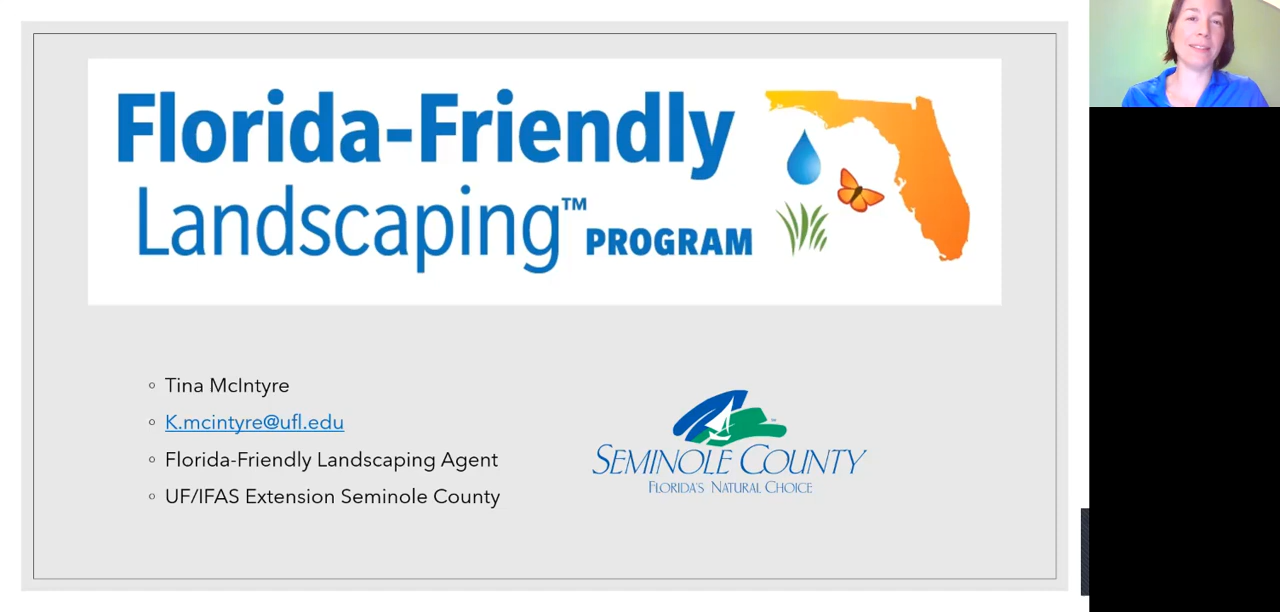 Florida-Friendly
Landscaping™ PROGRAM
Tina McIntyre
K.mcintyre@ufl.edu
Florida-Friendly Landscaping Agent
UF/IFAS Extension Seminole County
SEMINOLE COUNTY
FLORIDA'S NATURAL CHOICE